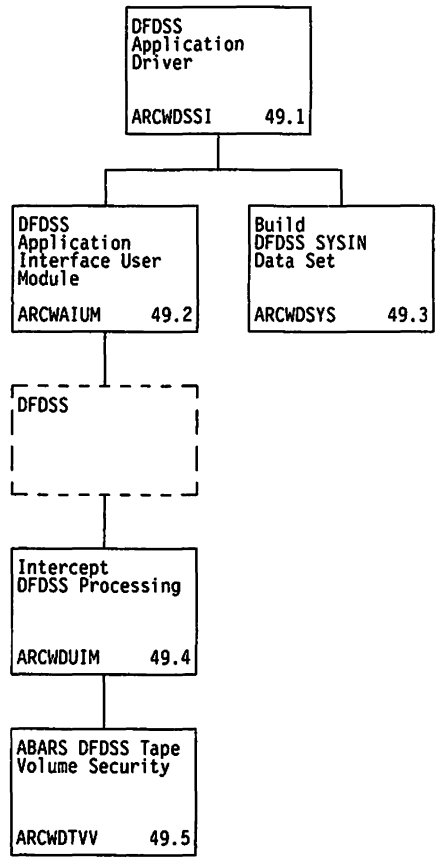 DFDSS
Application
Driver
ARCWDSSI 49.1
DFDSS
Application
Interface User
Module
ARCWAIUM 49.2
Build
DFDSS SYSIN
Data Set
ARCWDSYS 49.3
DFDSS
Intercept
DFDSS Processing
ARCWDUIM 49.4
ABARS DFDSS Tape
Volume Security
ARCWDTVV 49.5